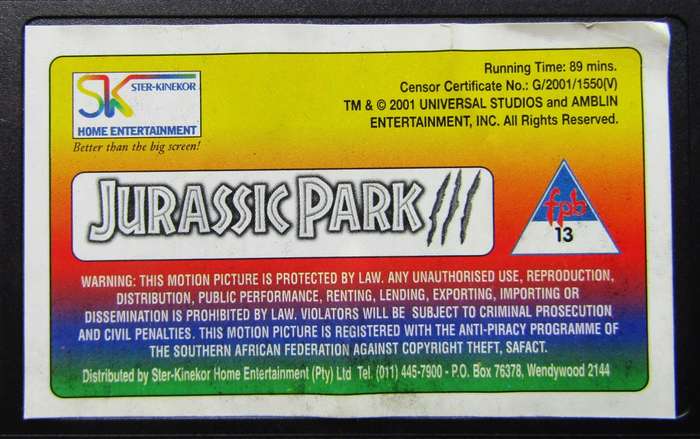 SK STER-KINEKOR
HOME ENTERTAINMENT
Better than the big screen!
Running Time: 89 mins.
Censor Certificate No.: G/2001/1550(V)
TM & © 2001 UNIVERSAL STUDIOS and AMBLIN
ENTERTAINMENT, INC. All Rights Reserved.
JURASSIC PARK III
fpb
13
WARNING: THIS MOTION PICTURE IS PROTECTED BY LAW. ANY UNAUTHORISED USE, REPRODUCTION,
DISTRIBUTION, PUBLIC PERFORMANCE, RENTING, LENDING, EXPORTING, IMPORTING OR
DISSEMINATION IS PROHIBITED BY LAW. VIOLATORS WILL BE SUBJECT TO CRIMINAL PROSECUTION
AND CIVIL PENALTIES. THIS MOTION PICTURE IS REGISTERED WITH THE ANTI-PIRACY PROGRAMME OF
THE SOUTHERN AFRICAN FEDERATION AGAINST COPYRIGHT THEFT, SAFACT.
Distributed by Ster-Kinekor Home Entertainment (Pty) Ltd Tel. (011) 445-7900 - P.O. Box 76378, Wendywood 2144